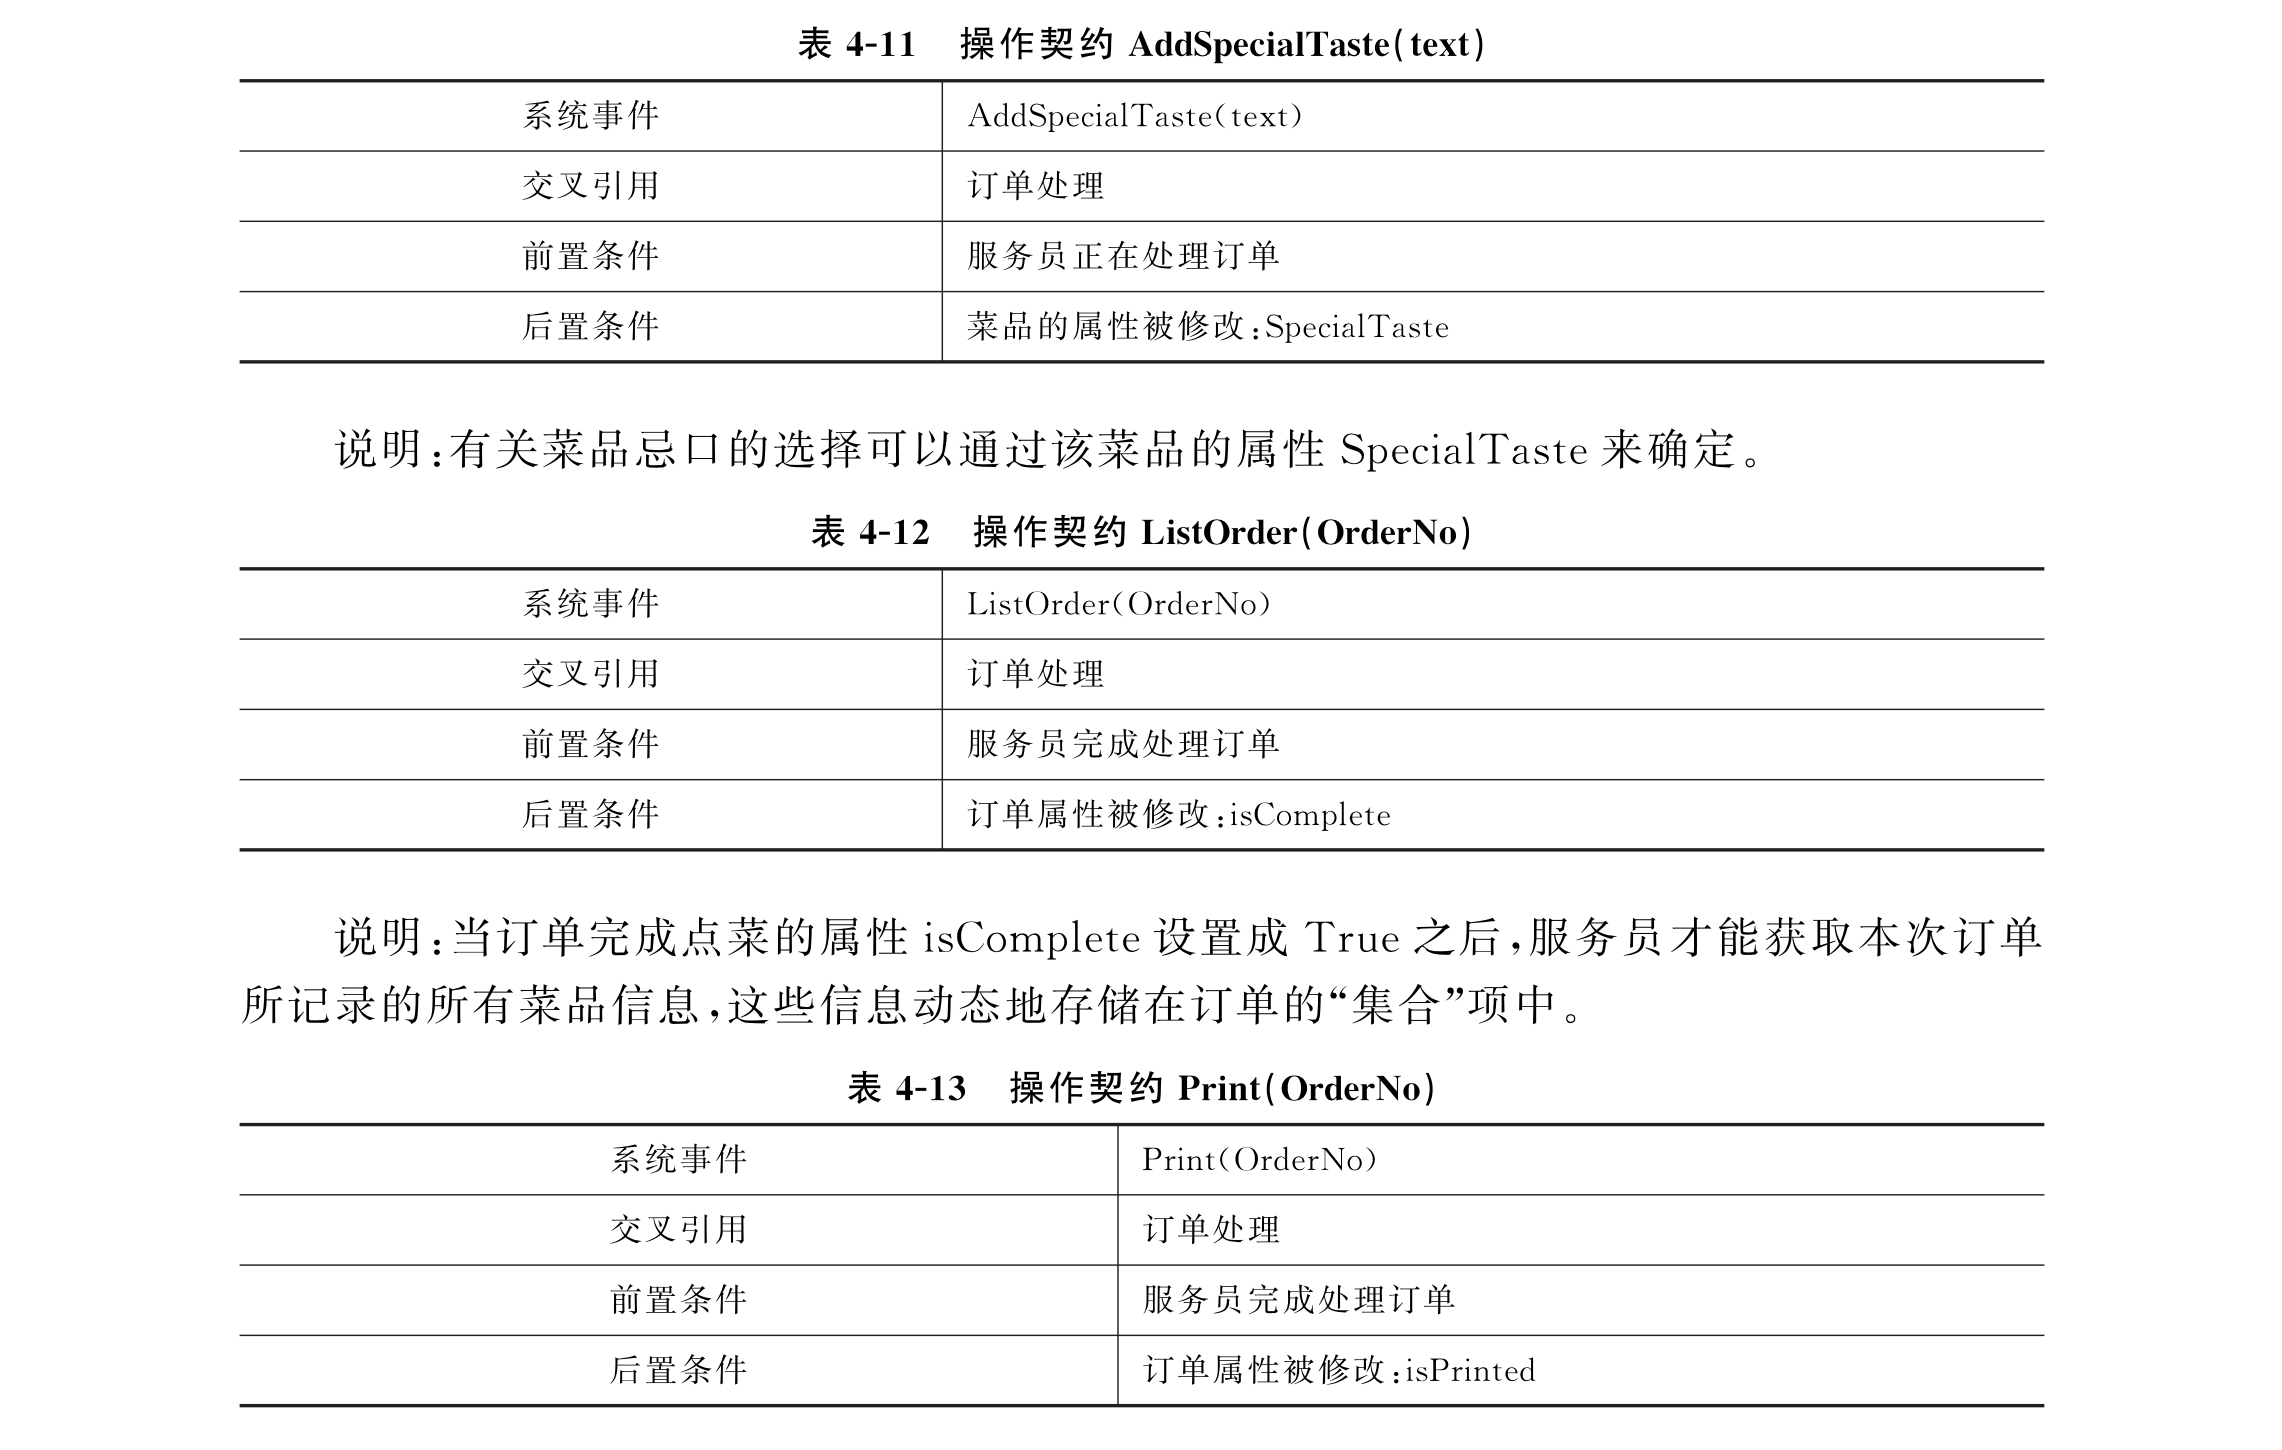 表 4-11 操作契约 AddSpecialTaste(text)
系统事件 AddSpecialTaste(text)
交叉引用 订单处理
前置条件 服务员正在处理订单
后置条件 菜品的属性被修改:SpecialTaste
说明:有关菜品忌口的选择可以通过该菜品的属性 SpecialTaste 来确定。
表 4-12 操作契约 ListOrder(OrderNo)
系统事件 ListOrder(OrderNo)
交叉引用 订单处理
前置条件 服务员完成处理订单
后置条件 订单属性被修改:isComplete
说明:当订单完成点菜的属性 isComplete 设置成 True 之后,服务员才能获取本次订单
所记录的所有菜品信息,这些信息动态地存储在订单的“集合”项中。
表 4-13 操作契约 Print(OrderNo)
系统事件 Print(OrderNo)
交叉引用 订单处理
前置条件 服务员完成处理订单
后置条件 订单属性被修改:isPrinted